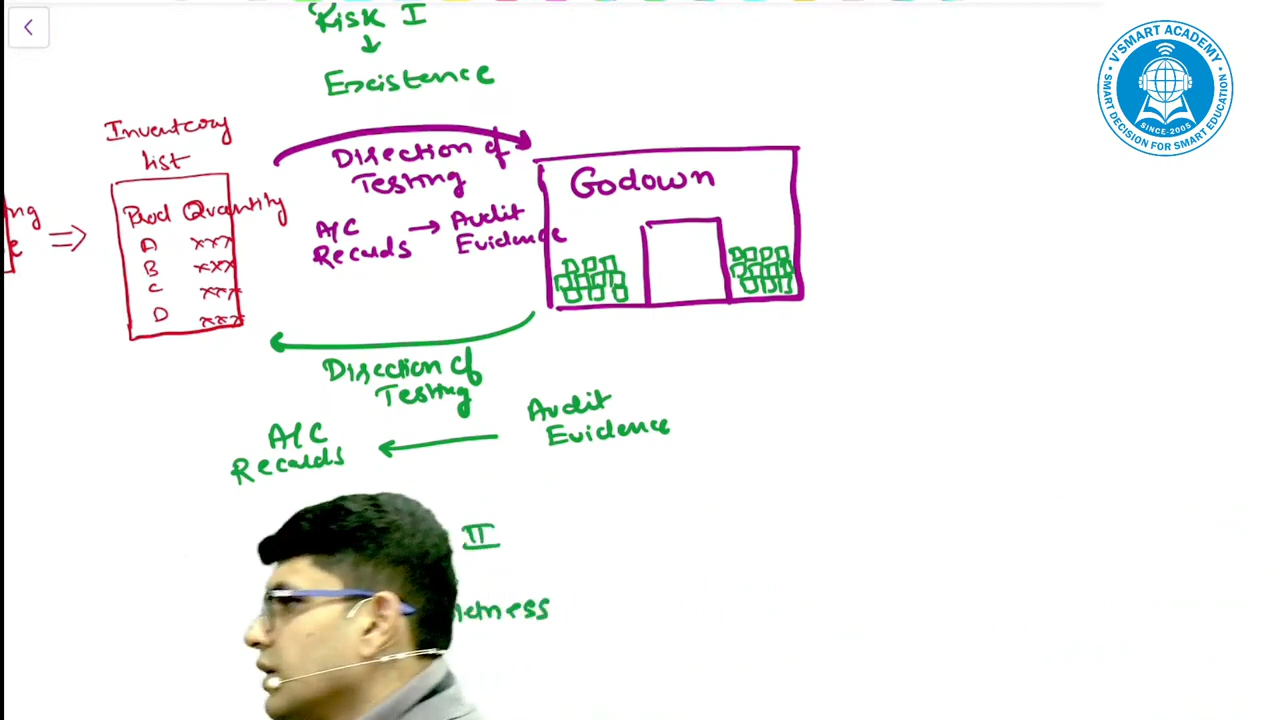 Risk I
Existence
Inventory
list
Prod Quantity
A xxx
B xxx
C xxx
D xxx
Direction of
Testing
A/C
Records → Audit
Evidence
Godown
Direction of
Testing
Audit
Evidence
A/C
Records
II
V'SMART ACADEMY
SMART DECISION FOR SMART EDUCATION
SINCE-2005